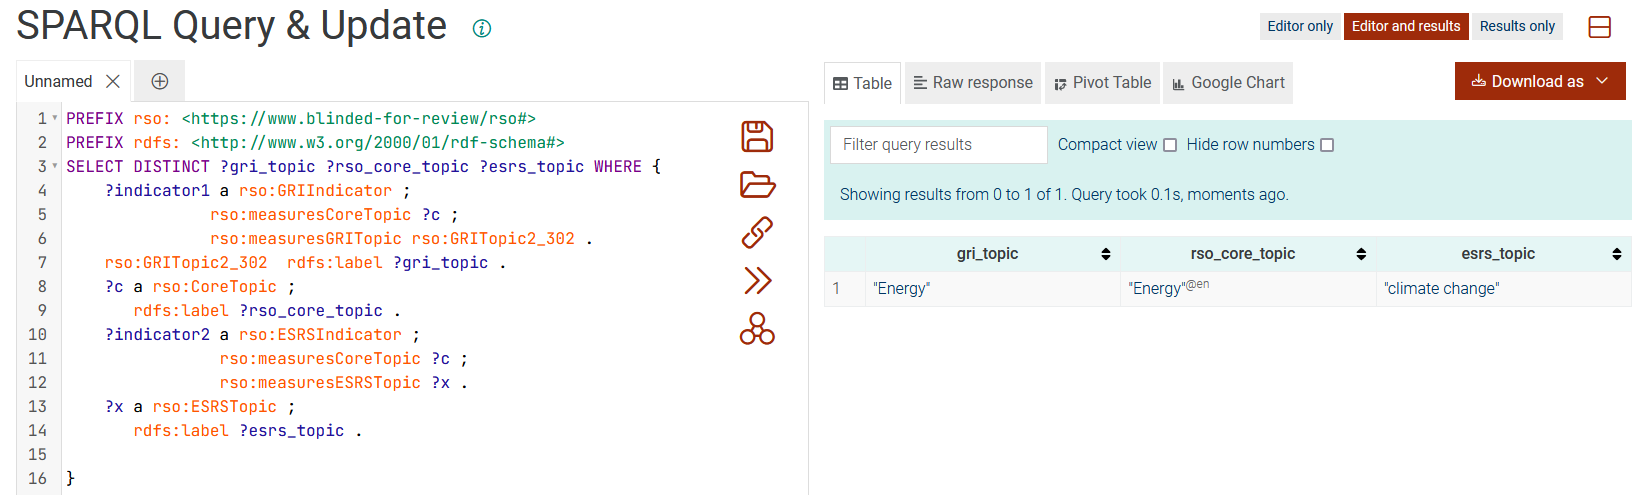 SPARQL Query & Update
Editor only
Editor and results
Results only
Unnamed
1 PREFIX rso: <https://www.blinded-for-review/rso#>
2 PREFIX rdfs: <http://www.w3.org/2000/01/rdf-schema#>
3 SELECT DISTINCT ?gri_topic ?rso_core_topic ?esrs_topic WHERE {
4 ?indicator1 a rso:GRIIndicator ;
5 rso:measuresCoreTopic ?c ;
6 rso:measuresGRITopic rso:GRITopic2_302 .
7 rso:GRITopic2_302 rdfs:label ?gri_topic .
8 ?c a rso:CoreTopic ;
9 rdfs:label ?rso_core_topic .
10 ?indicator2 a rso:ESRSIndicator ;
11 rso:measuresCoreTopic ?c ;
12 rso:measuresESRSTopic ?x .
13 ?x a rso:ESRSTopic ;
14 rdfs:label ?esrs_topic .
15
16 }
Table
Raw response
Pivot Table
Google Chart
Download as
Filter query results
Compact view
Hide row numbers
Showing results from 0 to 1 of 1. Query took 0.1s, moments ago.
gri_topic rso_core_topic esrs_topic
1 "Energy" "Energy"@en "climate change"